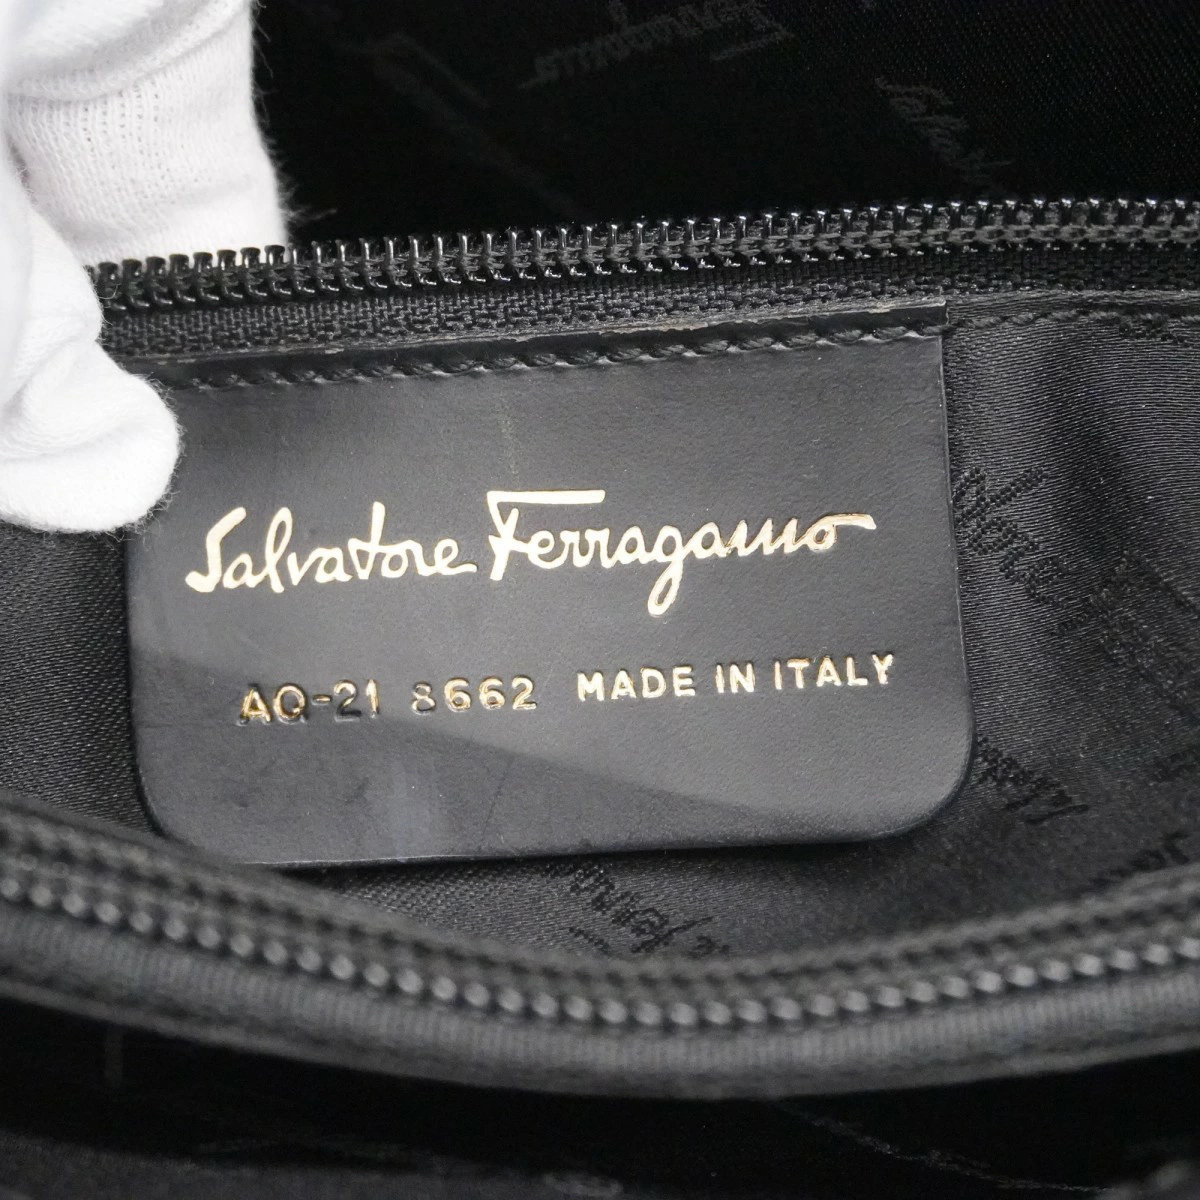 Salvatore Ferragamo
AQ-21 8662 MADE IN ITALY